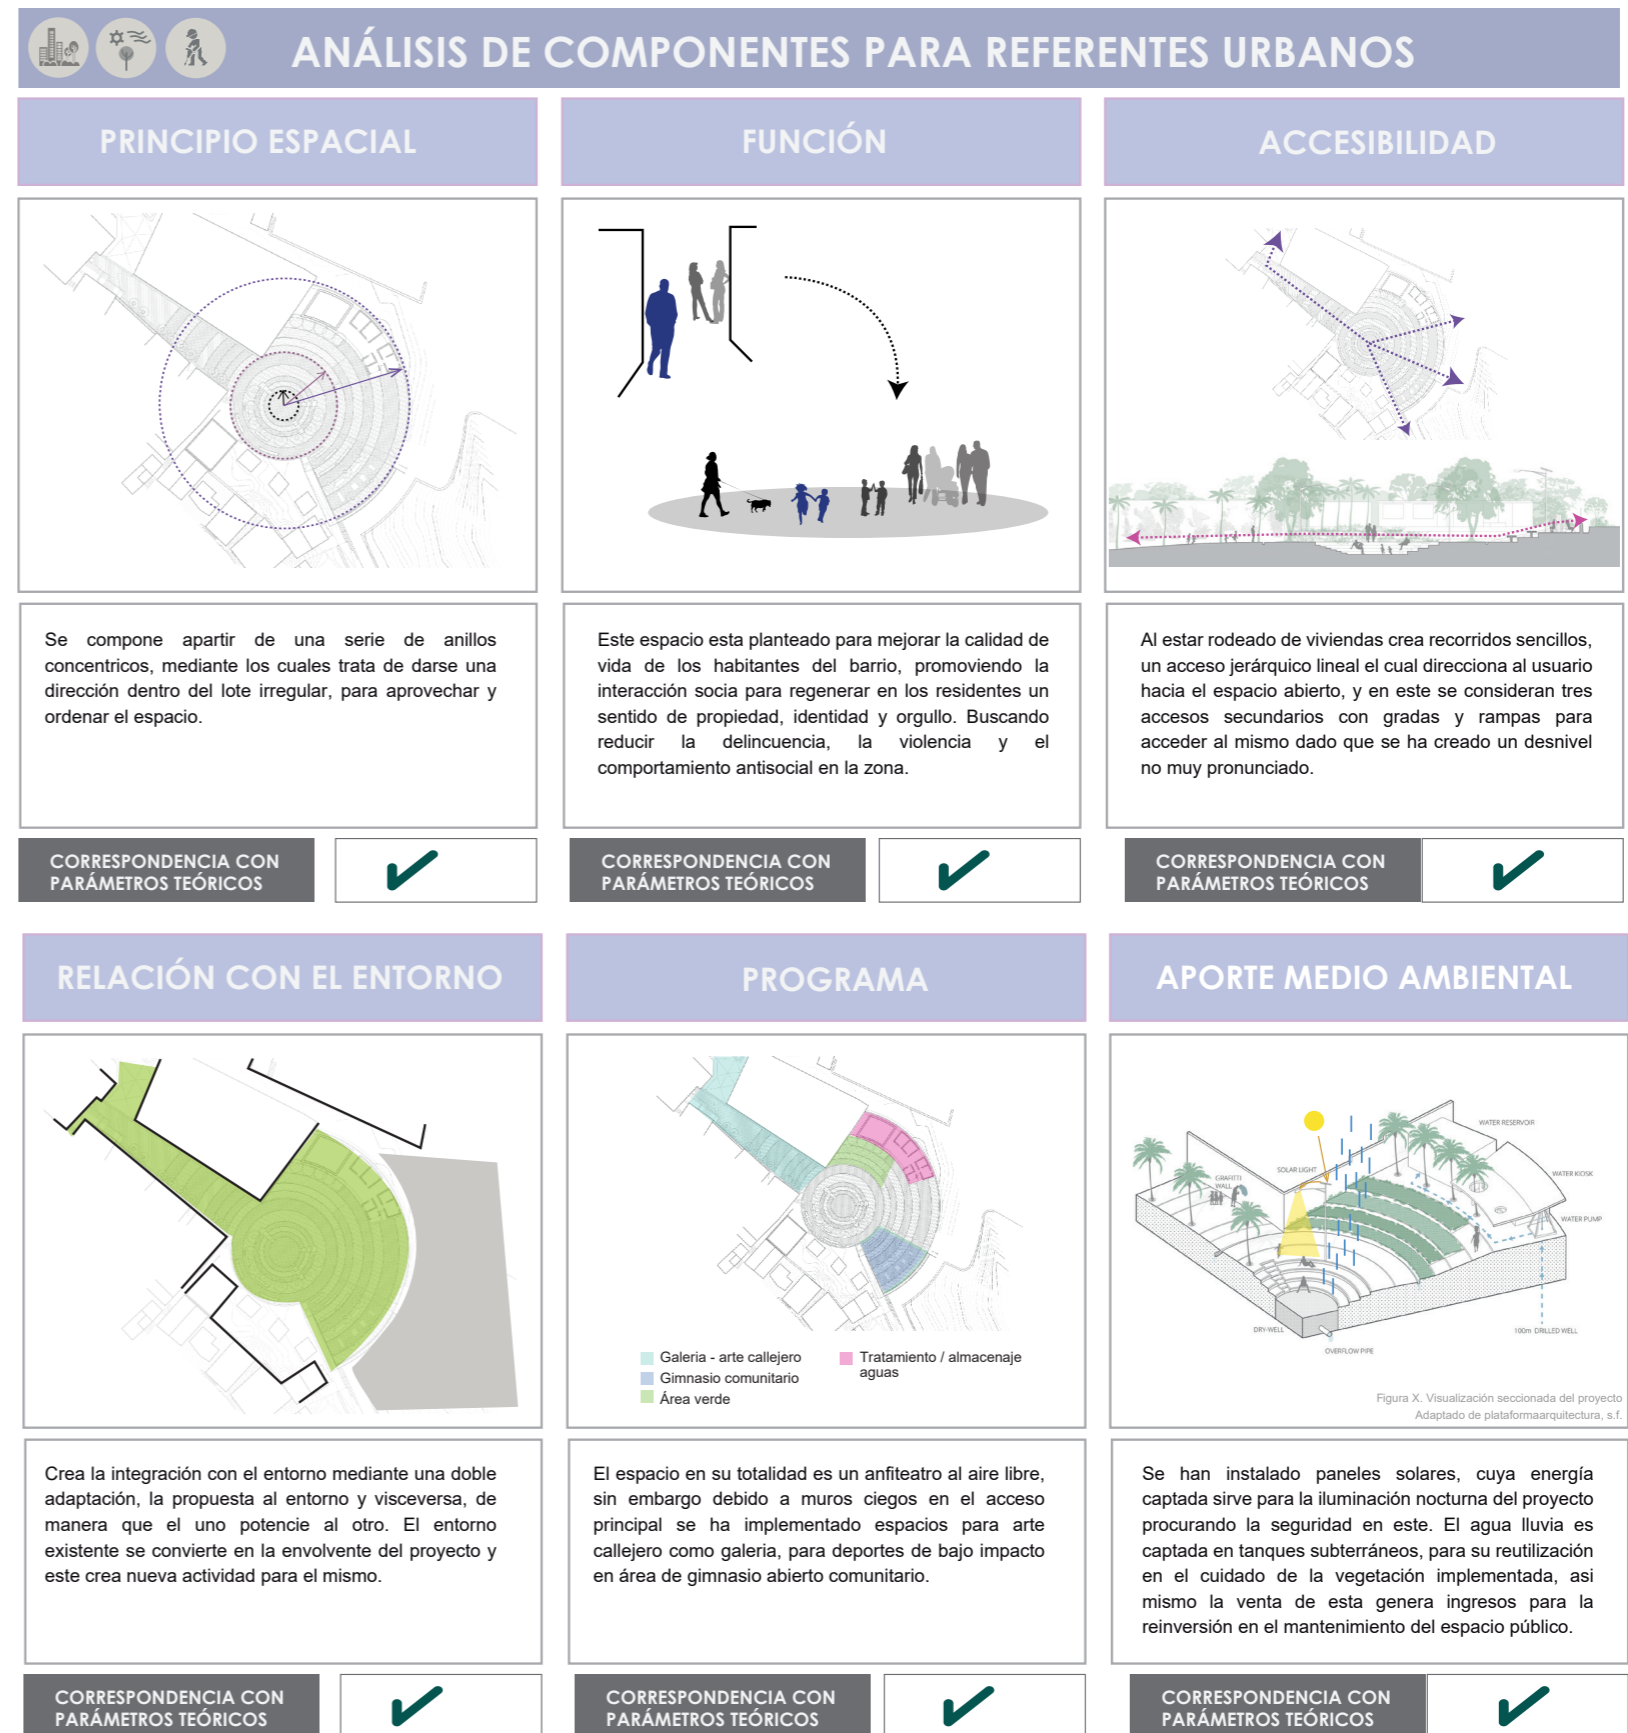 ANÁLISIS DE COMPONENTES PARA REFERENTES URBANOS
PRINCIPIO ESPACIAL
FUNCIÓN
ACCESIBILIDAD
Se compone apartir de una serie de anillos
concentricos, mediante los cuales trata de darse una
dirección dentro del lote irregular, para aprovechar y
ordenar el espacio.
Este espacio esta planteado para mejorar la calidad de
vida de los habitantes del barrio, promoviendo la
interacción socia para regenerar en los residentes un
sentido de propiedad, identidad y orgullo. Buscando
reducir la delincuencia, la violencia y el
comportamiento antisocial en la zona.
Al estar rodeado de viviendas crea recorridos sencillos,
un acceso jerárquico lineal el cual direcciona al usuario
hacia el espacio abierto, y en este se consideran tres
accesos secundarios con gradas y rampas para
acceder al mismo dado que se ha creado un desnivel
no muy pronunciado.
CORRESPONDENCIA CON
PARÁMETROS TEÓRICOS
CORRESPONDENCIA CON
PARÁMETROS TEÓRICOS
CORRESPONDENCIA CON
PARÁMETROS TEÓRICOS
RELACIÓN CON EL ENTORNO
PROGRAMA
APORTE MEDIO AMBIENTAL
Galeria - arte callejero
Gimnasio comunitario
Área verde
Tratamiento / almacenaje
aguas
WATER RESERVOIR
SOLAR LIGHT
GRAFITTI
WALL
WATER KIOSK
WATER PUMP
DRY-WELL
100m DRILLED WELL
OVERFLOW PIPE
Figura X. Visualización seccionada del proyecto
Adaptado de plataformaarquitectura, s.f.
Crea la integración con el entorno mediante una doble
adaptación, la propuesta al entorno y visceversa, de
manera que el uno potencie al otro. El entorno
existente se convierte en la envolvente del proyecto y
este crea nueva actividad para el mismo.
El espacio en su totalidad es un anfiteatro al aire libre,
sin embargo debido a muros ciegos en el acceso
principal se ha implementado espacios para arte
callejero como galeria, para deportes de bajo impacto
en área de gimnasio abierto comunitario.
Se han instalado paneles solares, cuya energía
captada sirve para la iluminación nocturna del proyecto
procurando la seguridad en este. El agua lluvia es
captada en tanques subterráneos, para su reutilización
en el cuidado de la vegetación implementada, asi
mismo la venta de esta genera ingresos para la
reinversión en el mantenimiento del espacio público.
CORRESPONDENCIA CON
PARÁMETROS TEÓRICOS
CORRESPONDENCIA CON
PARÁMETROS TEÓRICOS
CORRESPONDENCIA CON
PARÁMETROS TEÓRICOS